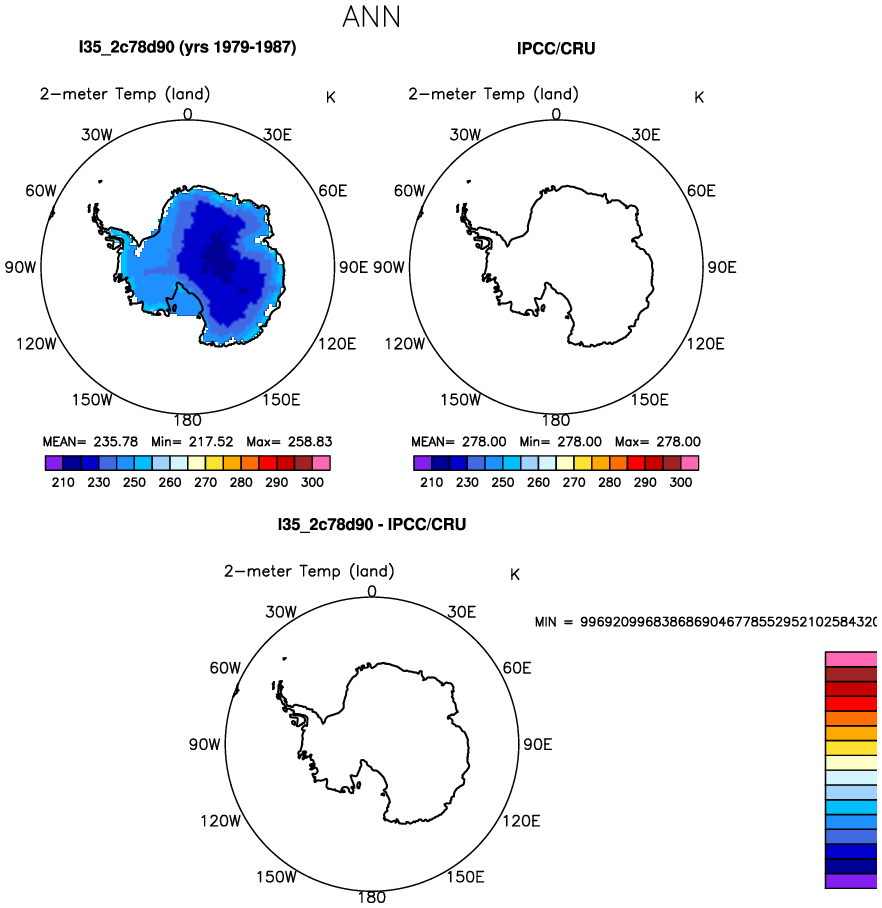 ANN
I35_2c78d90 (yrs 1979-1987)
2-meter Temp (land) K
0
30W 30E
60W 60E
90W 90E
120W 120E
150W 150E
180
MEAN= 235.78 Min= 217.52 Max= 258.83
210 230 250 260 270 280 290 300
IPCC/CRU
2-meter Temp (land) K
0
30W 30E
60W 60E
90W 90E
120W 120E
150W 150E
180
MEAN= 278.00 Min= 278.00 Max= 278.00
210 230 250 260 270 280 290 300
I35_2c78d90 - IPCC/CRU
2-meter Temp (land) K
0
30W 30E
60W 60E
90W 90E
120W 120E
150W 150E
180
MIN = 9969209968386869046778552952102584320